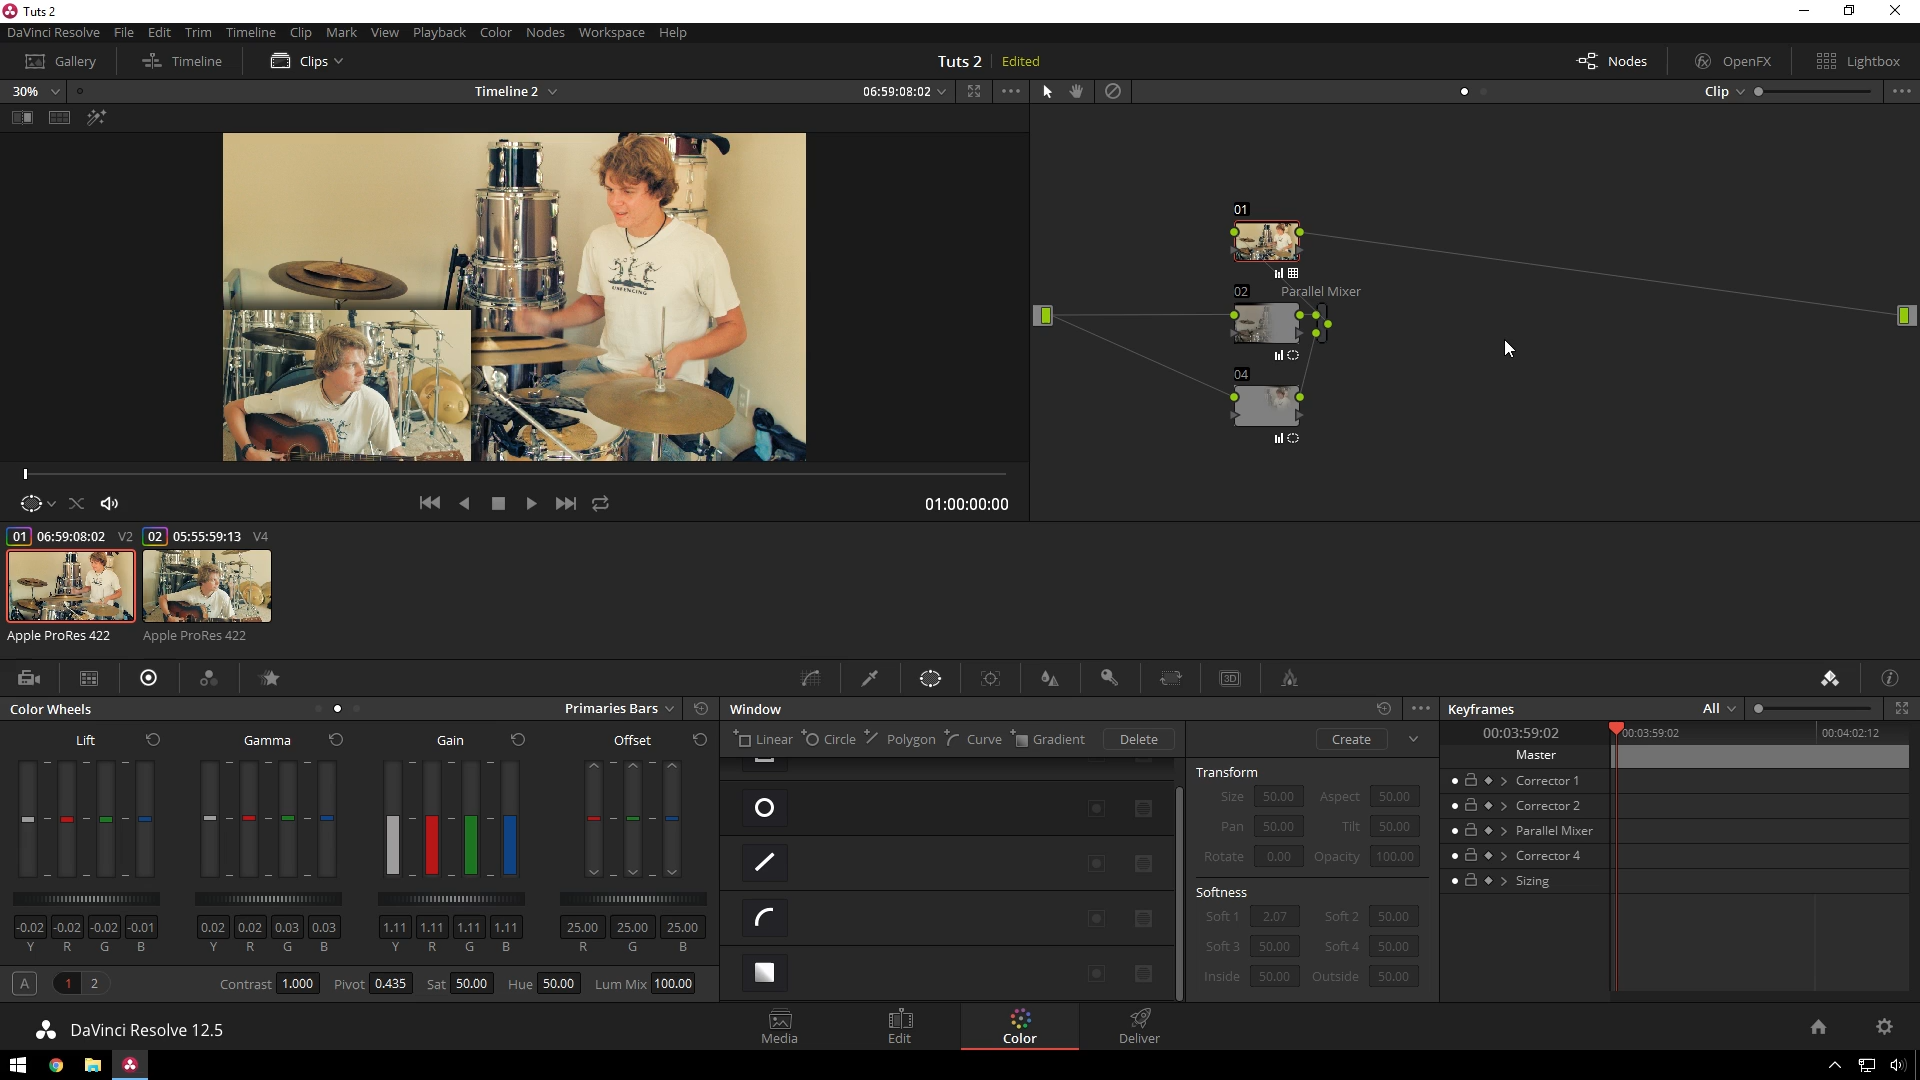 Tuts 2
DaVinci Resolve File Edit Trim Timeline Clip Mark View Playback Color Nodes Workspace Help
Gallery Timeline Clips Tuts 2 Edited Nodes OpenFX Lightbox
30% Timeline 2 06:59:08:02 Clip
01
02 Parallel Mixer
04
01:00:00:00
01 06:59:08:02 V2 02 05:55:59:13 V4
Apple ProRes 422 Apple ProRes 422
3D
Color Wheels Primaries Bars Window Keyframes All
Lift Gamma Gain Offset
Linear Circle Polygon Curve Gradient Delete Create
00:03:59:02 00:03:59:02 00:04:02:12
Master
Transform
Size 50.00 Aspect 50.00
Pan 50.00 Tilt 50.00
Rotate 0.00 Opacity 100.00
Corrector 1
Corrector 2
Parallel Mixer
Corrector 4
Sizing
Softness
Soft 1 2.07 Soft 2 50.00
Soft 3 50.00 Soft 4 50.00
Inside 50.00 Outside 50.00
-0.02 -0.02 -0.02 -0.01 0.02 0.02 0.03 0.03 1.11 1.11 1.11 1.11 25.00 25.00 25.00
Y R G B Y R G B Y R G B R G B
A 1 2 Contrast 1.000 Pivot 0.435 Sat 50.00 Hue 50.00 Lum Mix 100.00
DaVinci Resolve 12.5
Media Edit Color Deliver